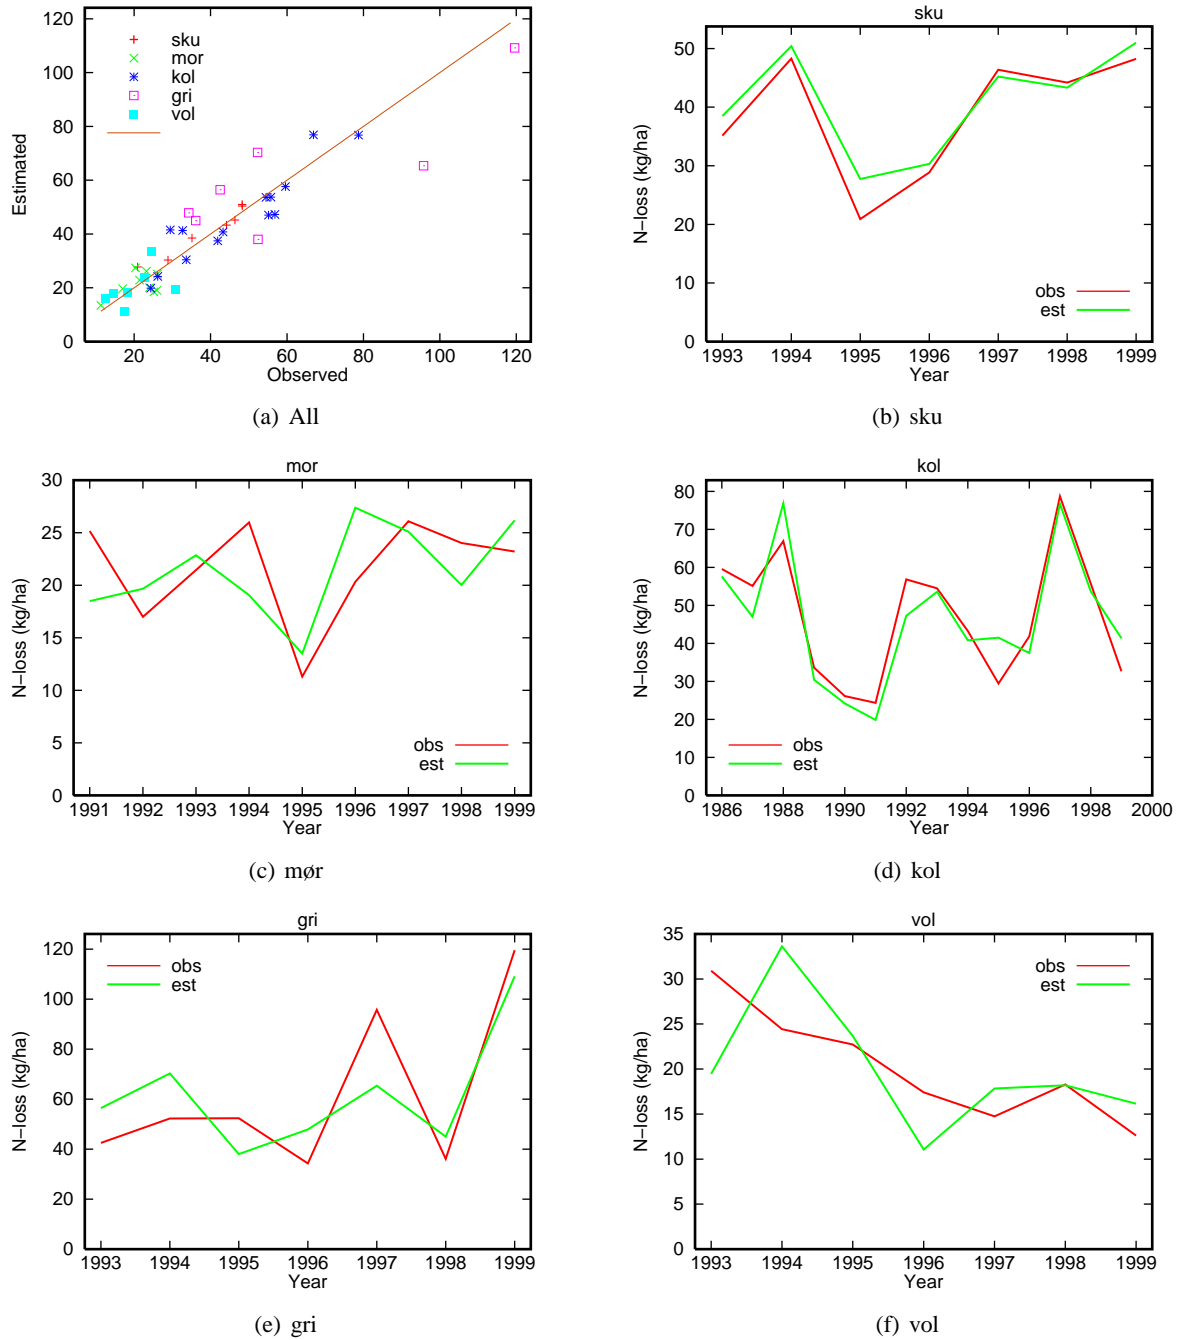 120
100
80
60
40
20
0
Estimated
sku
mor
kol
gri
vol
20 40 60 80 100 120
Observed
(a) All
sku
50
40
30
20
10
0
N-loss (kg/ha)
obs
est
1993 1994 1995 1996 1997 1998 1999
Year
(b) sku
mor
30
25
20
15
10
5
0
N-loss (kg/ha)
obs
est
1991 1992 1993 1994 1995 1996 1997 1998 1999
Year
(c) mør
kol
80
70
60
50
40
30
20
10
0
N-loss (kg/ha)
obs
est
1986 1988 1990 1992 1994 1996 1998 2000
Year
(d) kol
gri
120
100
80
60
40
20
0
N-loss (kg/ha)
obs
est
1993 1994 1995 1996 1997 1998 1999
Year
(e) gri
vol
35
30
25
20
15
10
5
0
N-loss (kg/ha)
obs
est
1993 1994 1995 1996 1997 1998 1999
Year
(f) vol